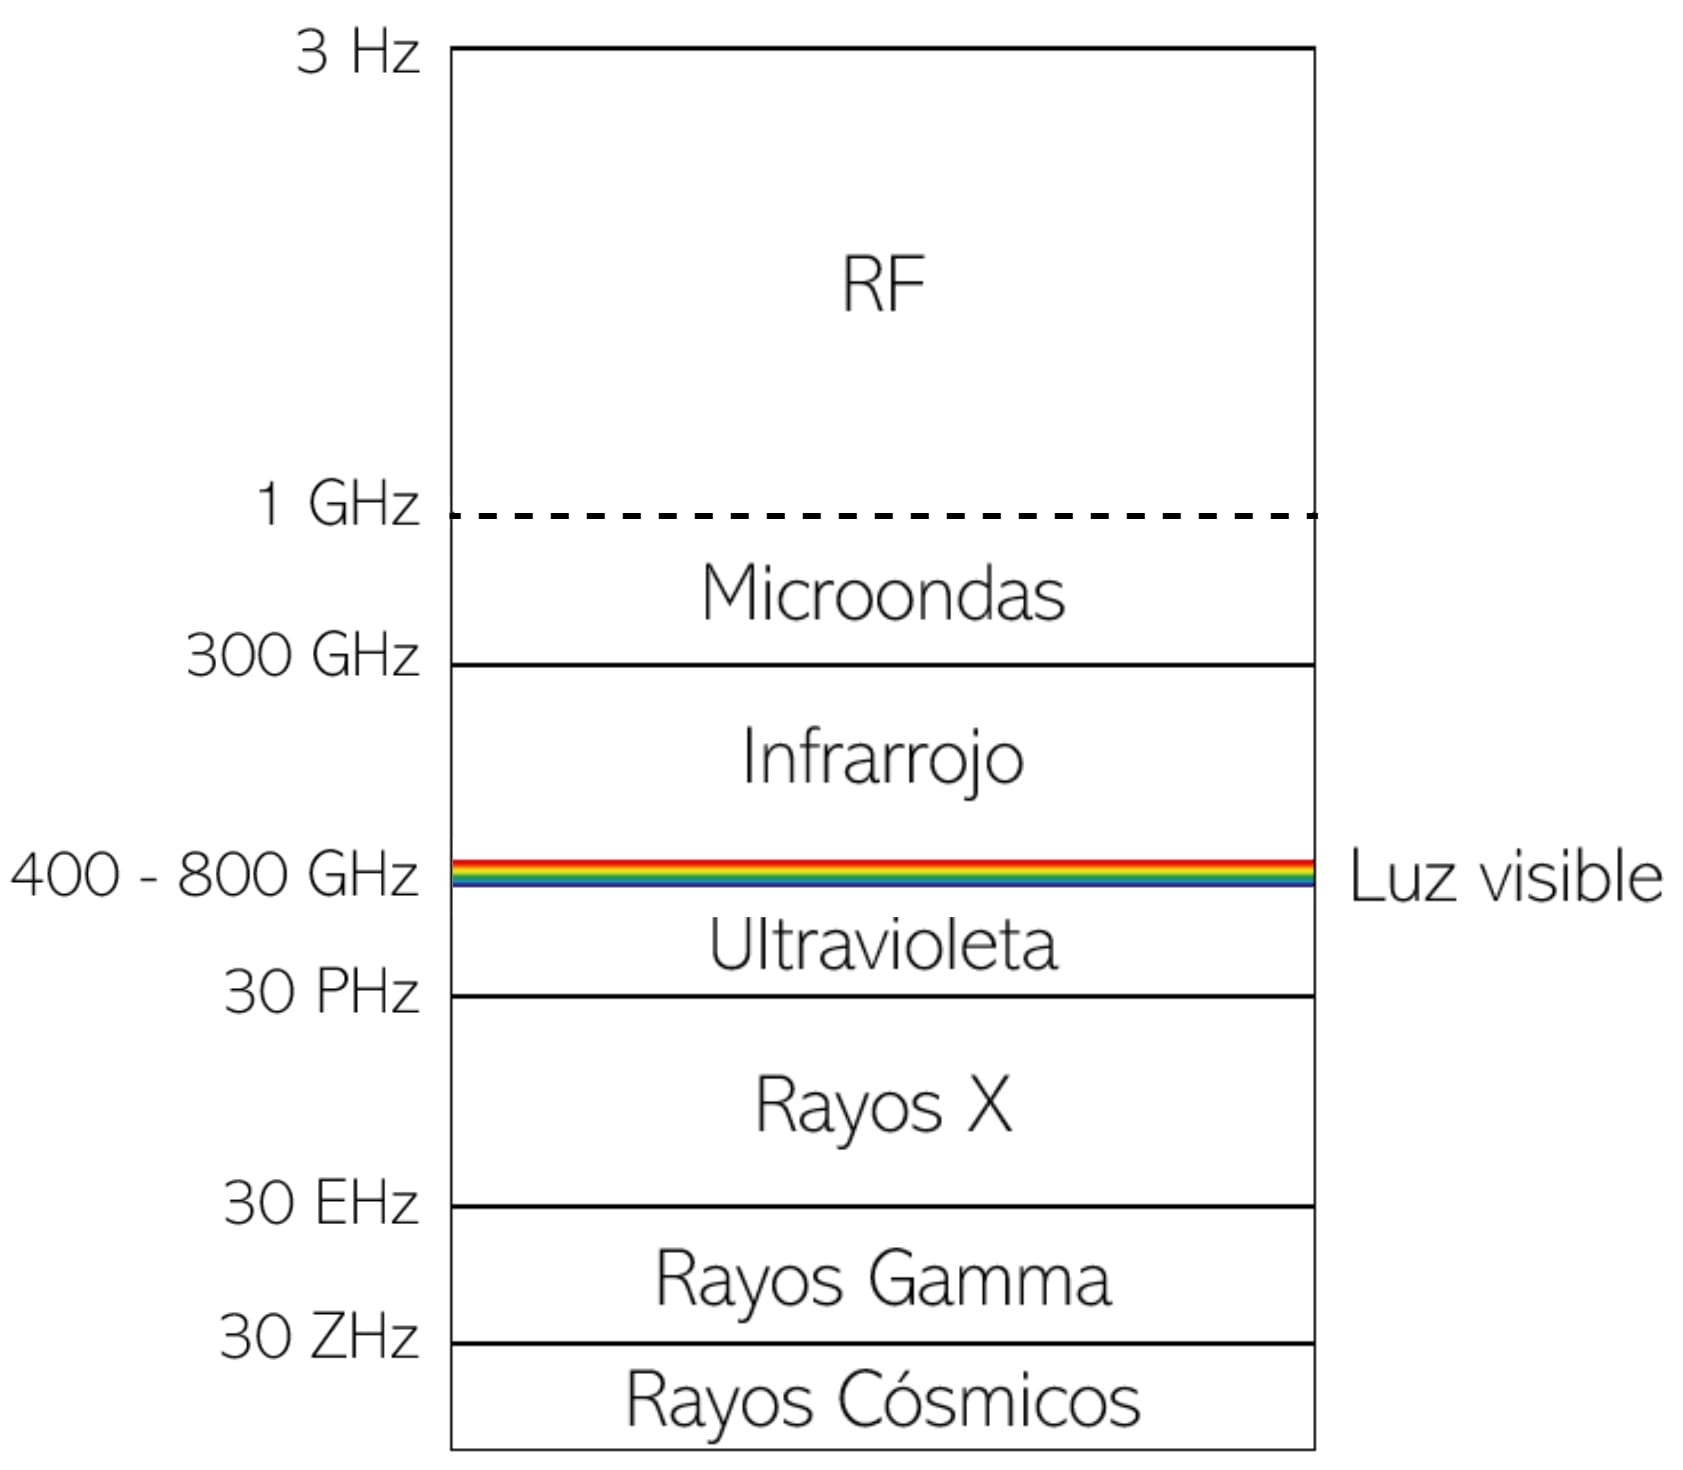 3 Hz
RF
1 GHz
Microondas
300 GHz
Infrarrojo
400 - 800 GHz
Luz visible
Ultravioleta
30 PHz
Rayos X
30 EHz
Rayos Gamma
30 ZHz
Rayos Cósmicos